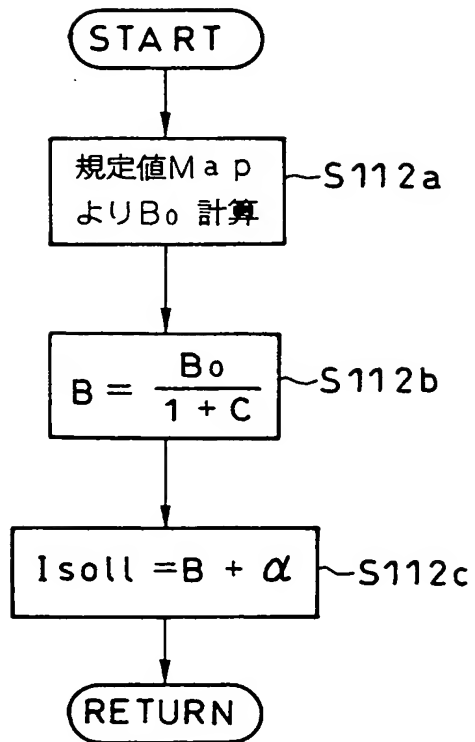 START
規定値Map
よりBo 計算
S112a
B = Bo / 1 + C
S112b
Isoll = B + α
S112c
RETURN